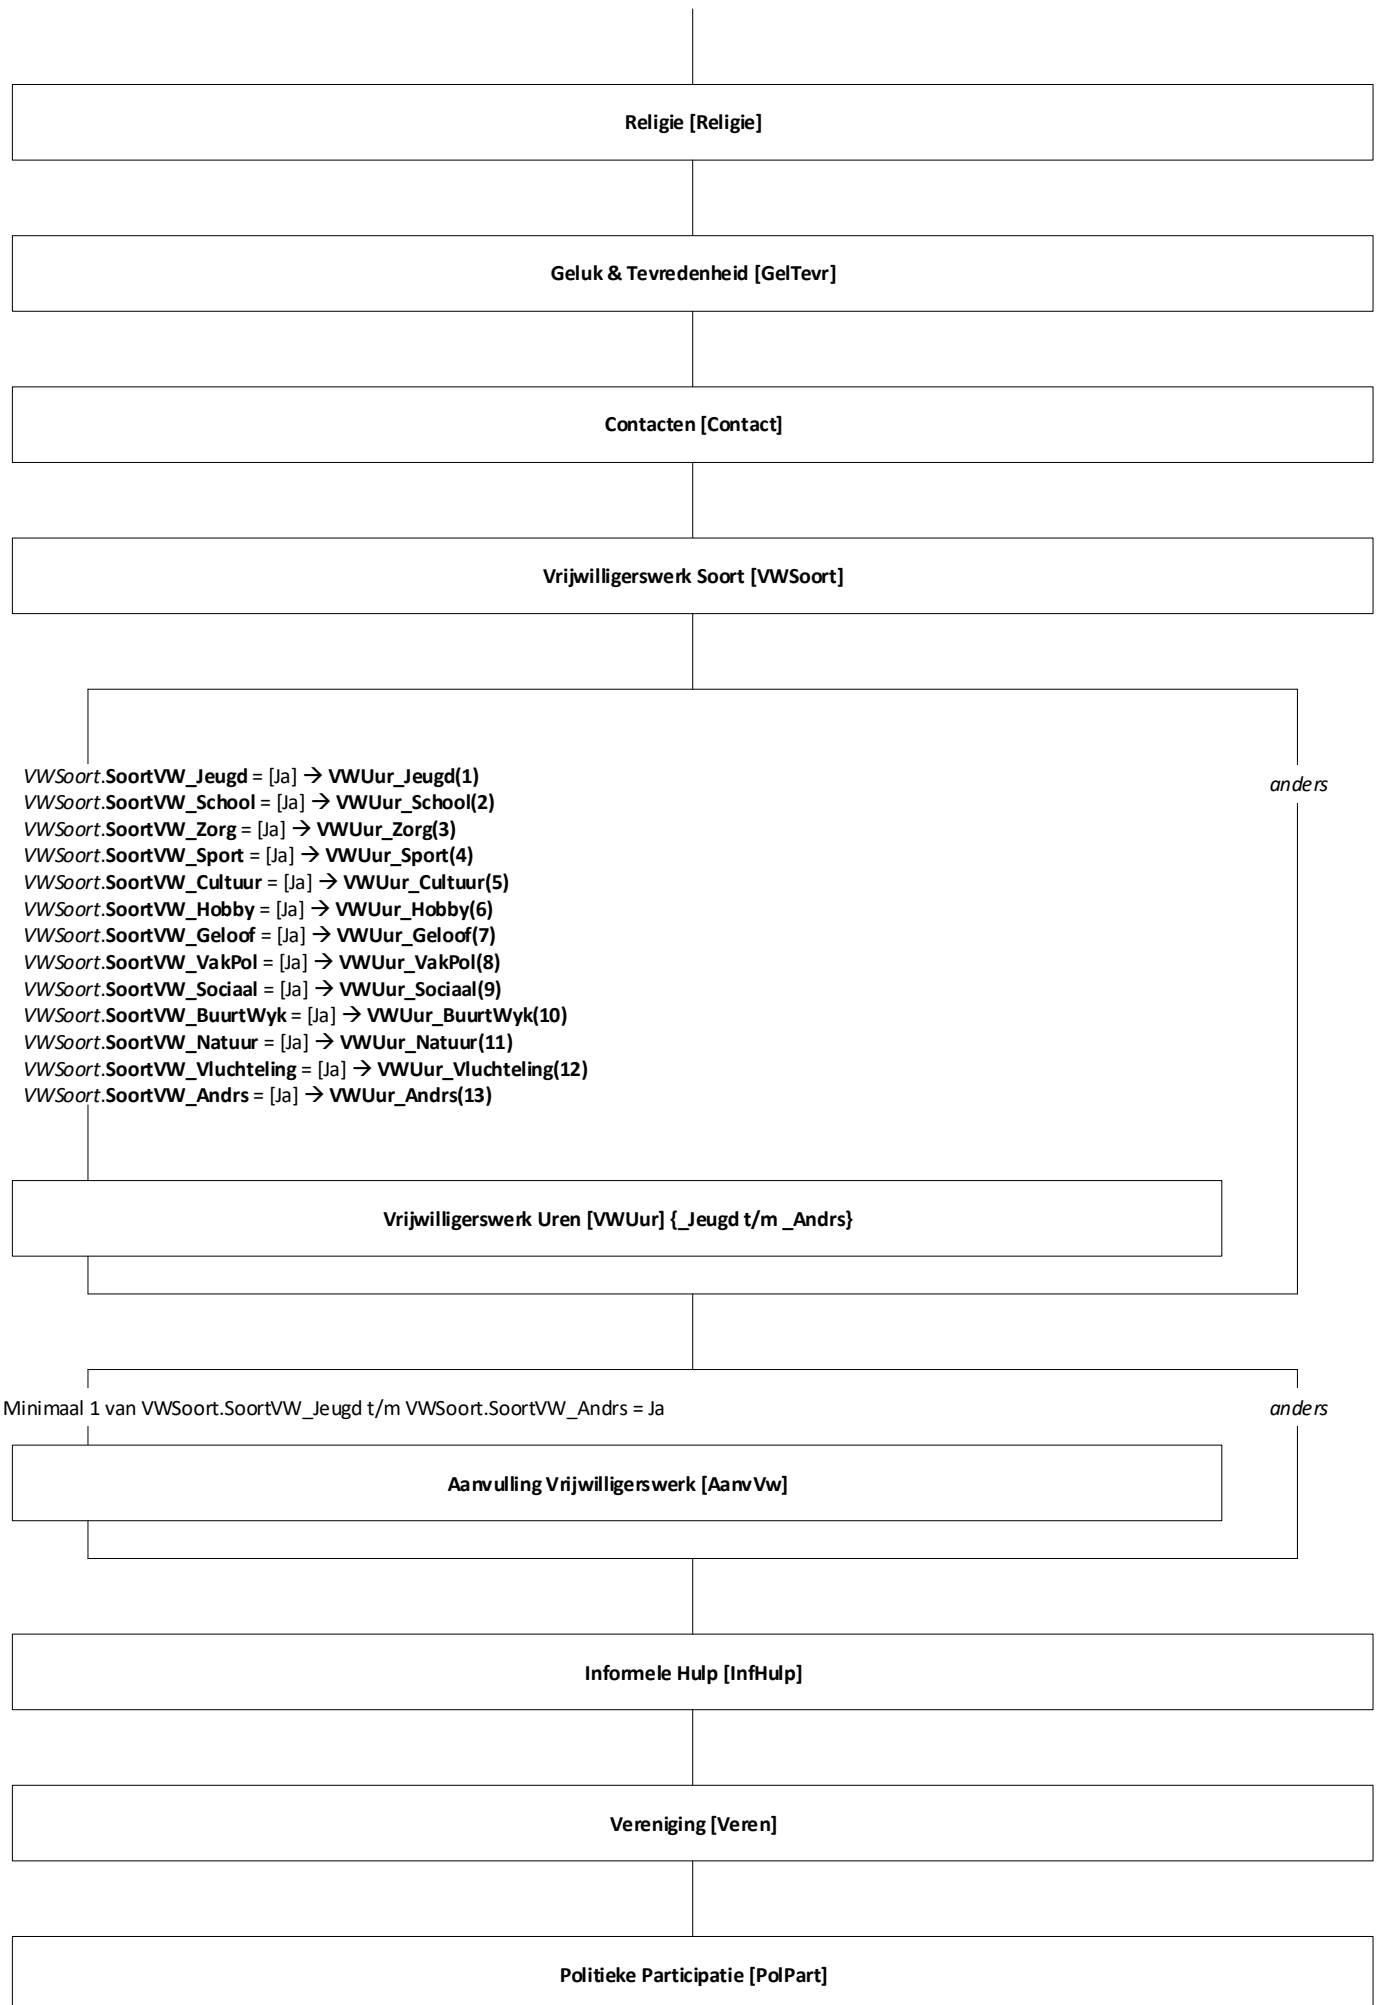 Religie [Religie]
Geluk & Tevredenheid [GelTevr]
Contacten [Contact]
Vrijwilligerswerk Soort [VWSoort]
VWSoort.SoortVW_Jeugd = [Ja] → VWUur_Jeugd(1)
anders
VWSoort.SoortVW_School = [Ja] → VWUur_School(2)
VWSoort.SoortVW_Zorg = [Ja] → VWUur_Zorg(3)
VWSoort.SoortVW_Sport = [Ja] → VWUur_Sport(4)
VWSoort.SoortVW_Cultuur = [Ja] → VWUur_Cultuur(5)
VWSoort.SoortVW_Hobby = [Ja] → VWUur_Hobby(6)
VWSoort.SoortVW_Geloof = [Ja] → VWUur_Geloof(7)
VWSoort.SoortVW_VakPol = [Ja] → VWUur_VakPol(8)
VWSoort.SoortVW_Sociaal = [Ja] → VWUur_Sociaal(9)
VWSoort.SoortVW_BuurtWyk = [Ja] → VWUur_BuurtWyk(10)
VWSoort.SoortVW_Natuur = [Ja] → VWUur_Natuur(11)
VWSoort.SoortVW_Vluchteling = [Ja] → VWUur_Vluchteling(12)
VWSoort.SoortVW_Andrs = [Ja] → VWUur_Andrs(13)
Vrijwilligerswerk Uren [VWUur] {_Jeugd t/m _Andrs}
Minimaal 1 van VWSoort.SoortVW_Jeugd t/m VWSoort.SoortVW_Andrs = Ja
anders
Aanvulling Vrijwilligerswerk [AanvVw]
Informele Hulp [InfHulp]
Vereniging [Veren]
Politieke Participatie [PolPart]